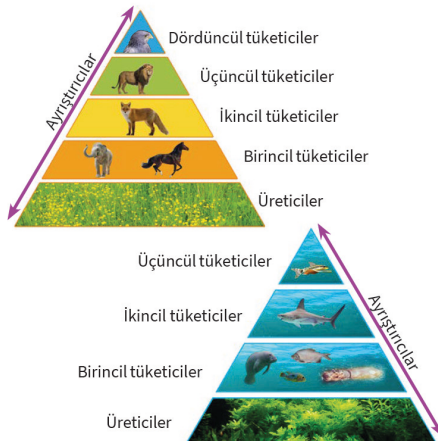 Dördüncül tüketiciler
Üçüncül tüketiciler
İkincil tüketiciler
Birincil tüketiciler
Üreticiler
Ayrıştırıcılar
Üçüncül tüketiciler
İkincil tüketiciler
Birincil tüketiciler
Üreticiler
Ayrıştırıcılar